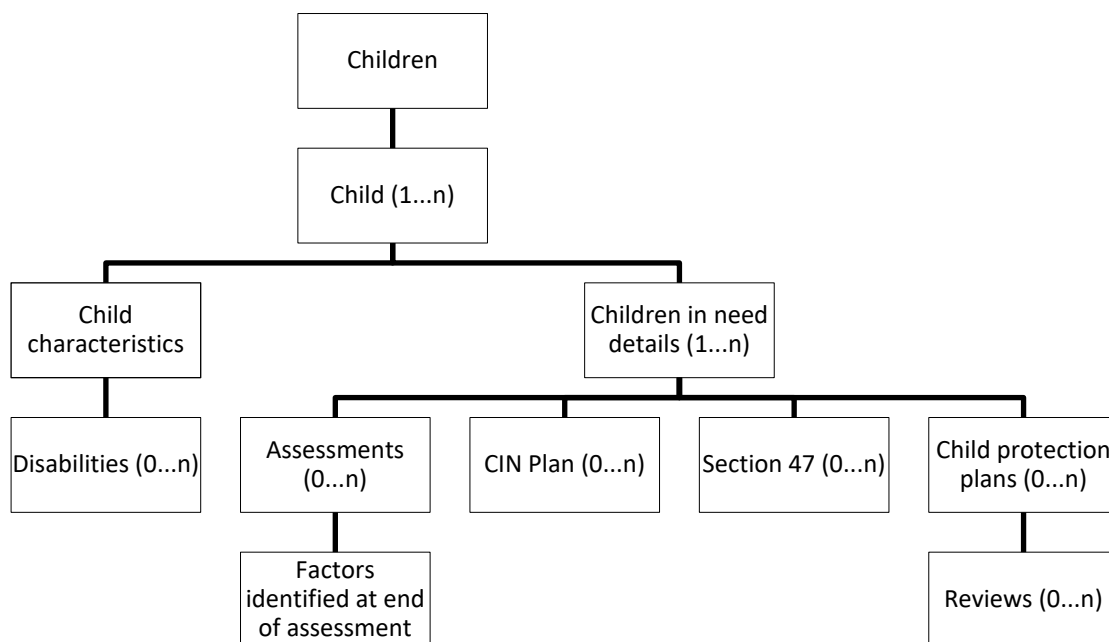 Children
Child (1...n)
Child
characteristics
Children in need
details (1...n)
Disabilities (0...n)
Assessments
(0...n)
CIN Plan (0...n)
Section 47 (0...n)
Child protection
plans (0...n)
Factors
identified at end
of assessment
Reviews (0...n)